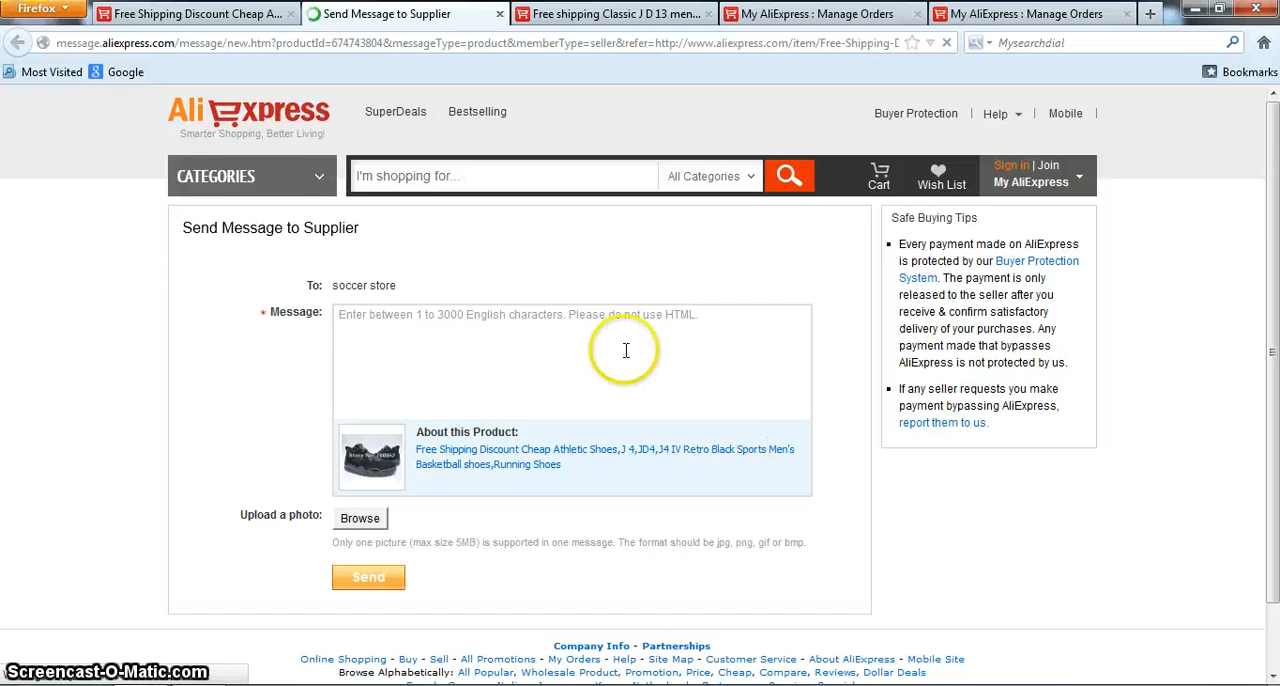 Firefox
Free Shipping Discount Cheap A...
Send Message to Supplier
Free shipping Classic J D 13 men...
My AliExpress : Manage Orders
My AliExpress : Manage Orders
message.aliexpress.com/message/new.htm?productId=674743804&messageType=product&memberType=seller&refer=http://www.aliexpress.com/item/Free-Shipping-D
Mysearchdial
Most Visited
Google
Bookmarks
AliExpress
Smarter Shopping, Better Living!
SuperDeals
Bestselling
Buyer Protection | Help | Mobile |
CATEGORIES
I'm shopping for...
All Categories
Cart
Wish List
Sign in | Join
My AliExpress
Send Message to Supplier
To: soccer store
* Message:
Enter between 1 to 3000 English characters. Please do not use HTML.
About this Product:
Free Shipping Discount Cheap Athletic Shoes,J 4,JD4,J4 IV Retro Black Sports Men's
Basketball shoes,Running Shoes
Upload a photo:
Browse
Only one picture (max size 5MB) is supported in one message. The format should be jpg, png, gif or bmp.
Send
Safe Buying Tips
Every payment made on AliExpress
is protected by our Buyer Protection
System. The payment is only
released to the seller after you
receive & confirm satisfactory
delivery of your purchases. Any
payment made that bypasses
AliExpress is not protected by us.
If any seller requests you make
payment bypassing AliExpress,
report them to us.
Company Info - Partnerships
Online Shopping - Buy - Sell - All Promotions - My Orders - Help - Site Map - Customer Service - About AliExpress - Mobile Site
Browse Alphabetically: All Popular, Wholesale Product, Promotion, Price, Cheap, Compare, Reviews, Dollar Deals
Screencast-O-Matic.com